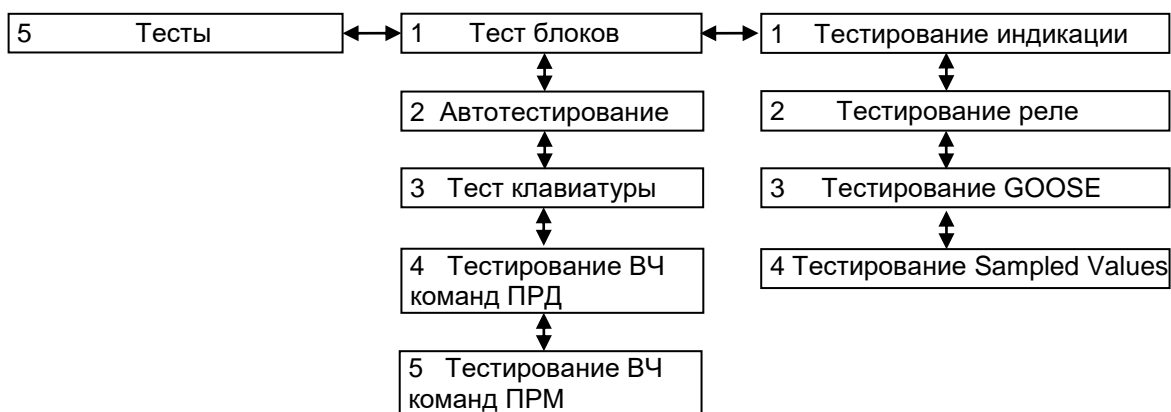 5 Тесты
1 Тест блоков
1 Тестирование индикации
2 Автотестирование
2 Тестирование реле
3 Тест клавиатуры
3 Тестирование GOOSE
4 Тестирование ВЧ
команд ПРД
4 Тестирование Sampled Values
5 Тестирование ВЧ
команд ПРМ